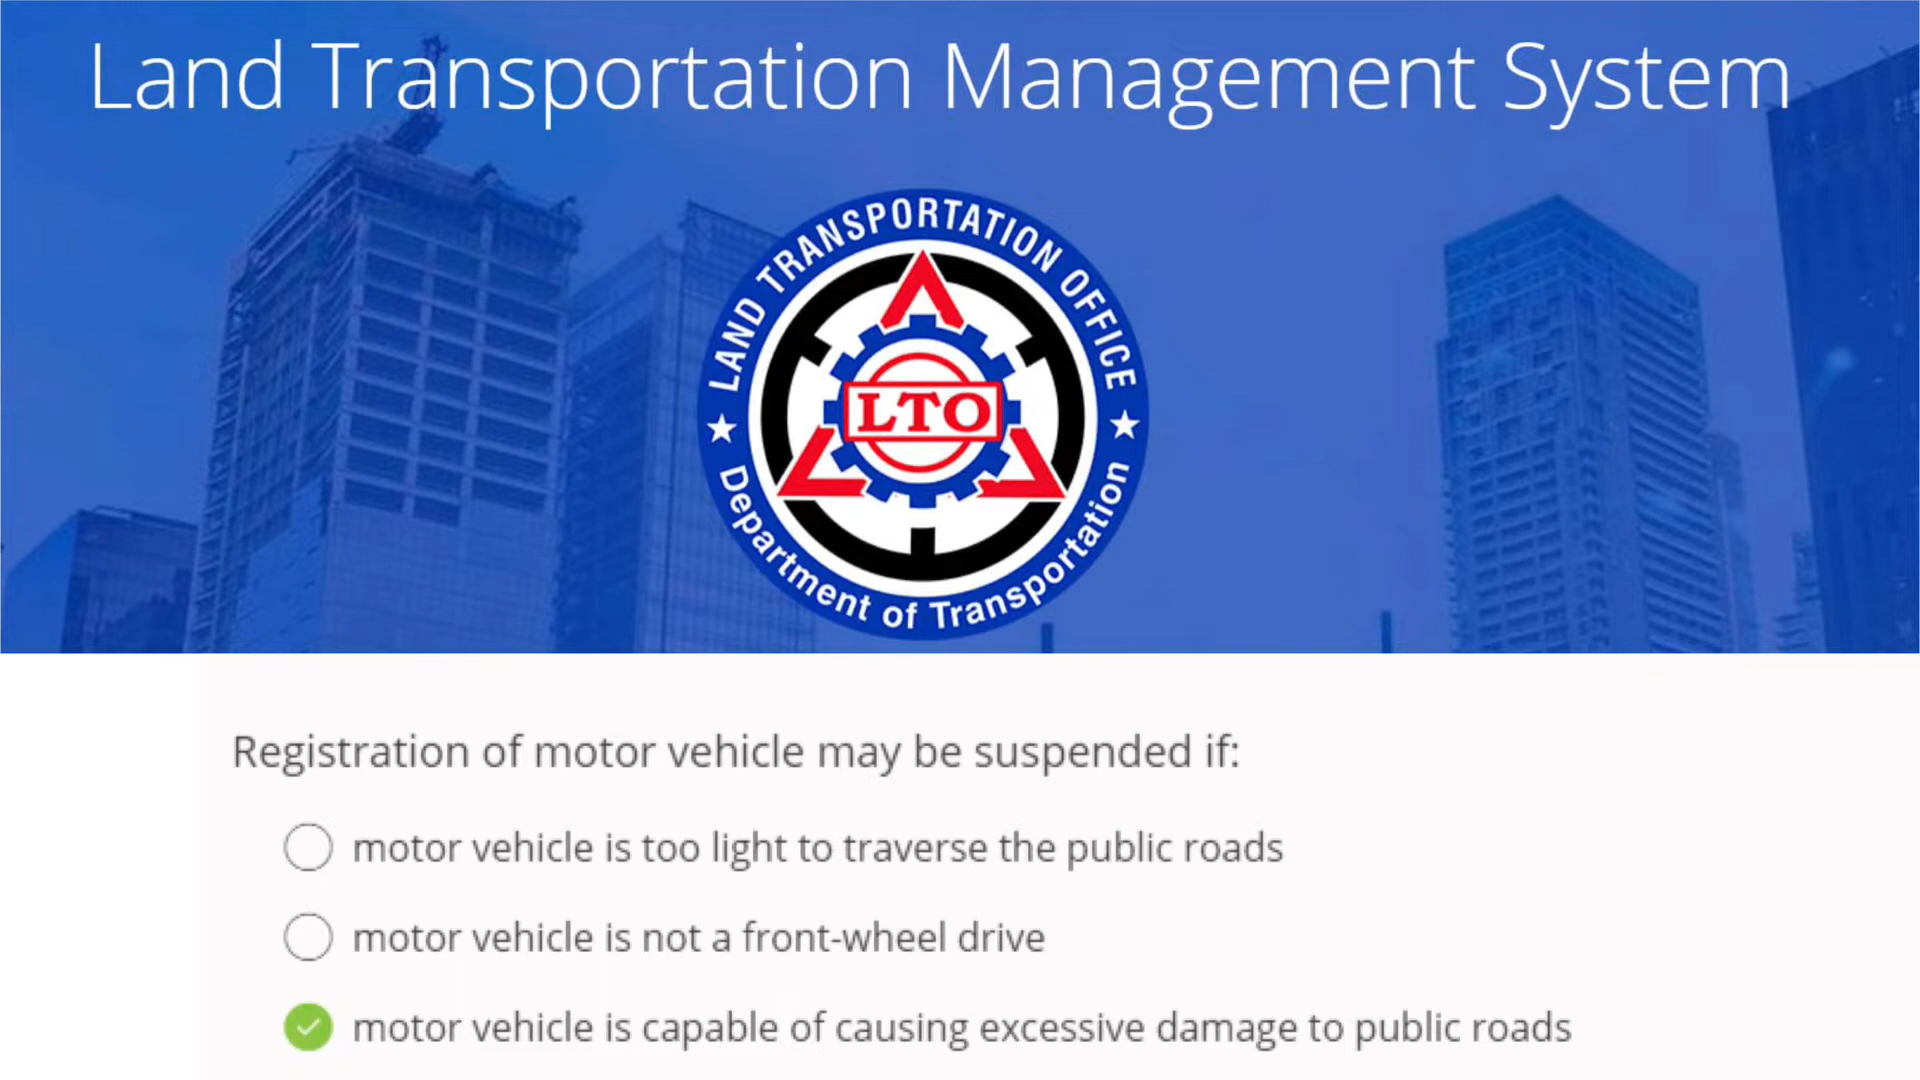 Land Transportation Management System
LAND TRANSPORTATION OFFICE
LTO
Department of Transportation
Registration of motor vehicle may be suspended if:
motor vehicle is too light to traverse the public roads
motor vehicle is not a front-wheel drive
motor vehicle is capable of causing excessive damage to public roads